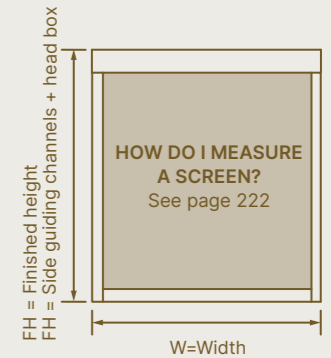 FH = Finished height
FH = Side guiding channels + head box
HOW DO I MEASURE
A SCREEN?
See page 222
W=Width